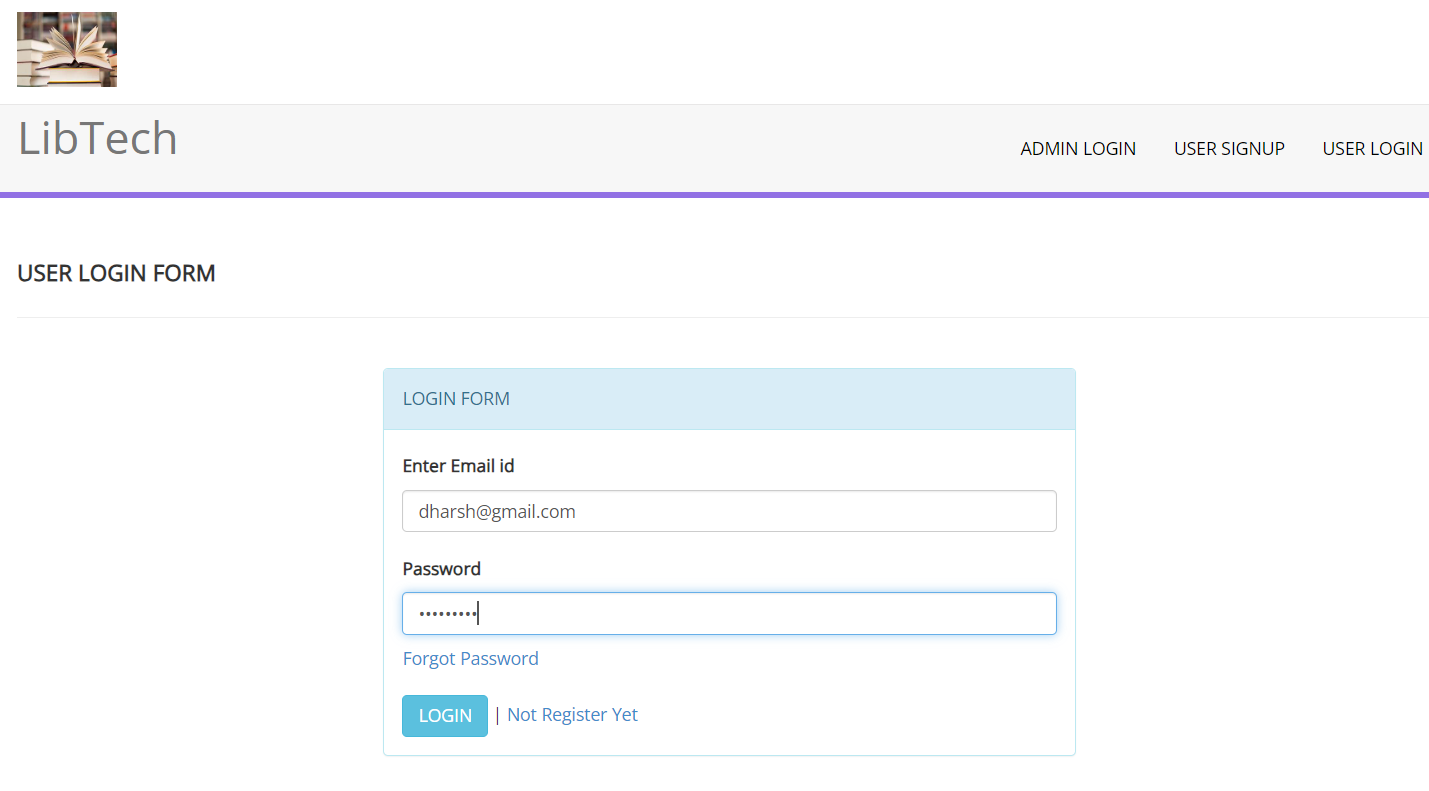 LibTech
ADMIN LOGIN USER SIGNUP USER LOGIN
USER LOGIN FORM
LOGIN FORM
Enter Email id
dharsh@gmail.com
Password
•••••••••
Forgot Password
LOGIN | Not Register Yet